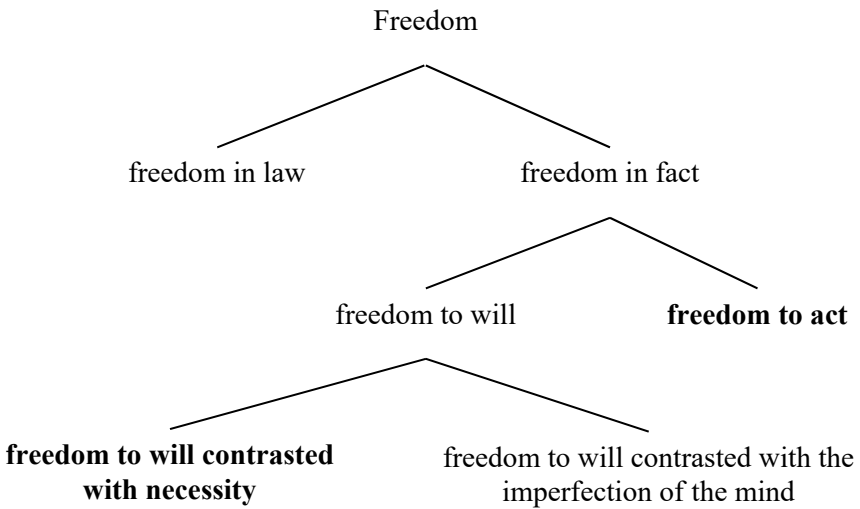 Freedom
freedom in law
freedom in fact
freedom to will
freedom to act
freedom to will contrasted
with necessity
freedom to will contrasted with the
imperfection of the mind